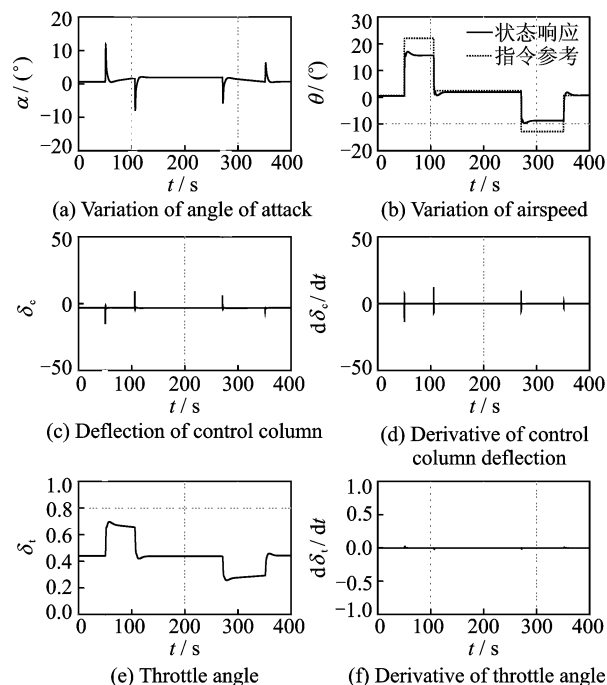 20
10
0
−10
−20
α / (°)
0 100 200 300 400
t / s
(a) Variation of angle of attack
30
20
10
0
−10
−20
θ / (°)
状态响应
指令参考
0 100 200 300 400
t / s
(b) Variation of airspeed
50
0
−50
δc
0 100 200 300 400
t / s
(c) Deflection of control column
50
0
−50
dδc / dt
0 100 200 300 400
t / s
(d) Derivative of control
column deflection
1.0
0.8
0.6
0.4
0.2
0.0
δt
0 100 200 300 400
t / s
(e) Throttle angle
1.0
0.5
0.0
−0.5
−1.0
dδt / dt
0 100 200 300 400
t / s
(f) Derivative of throttle angle